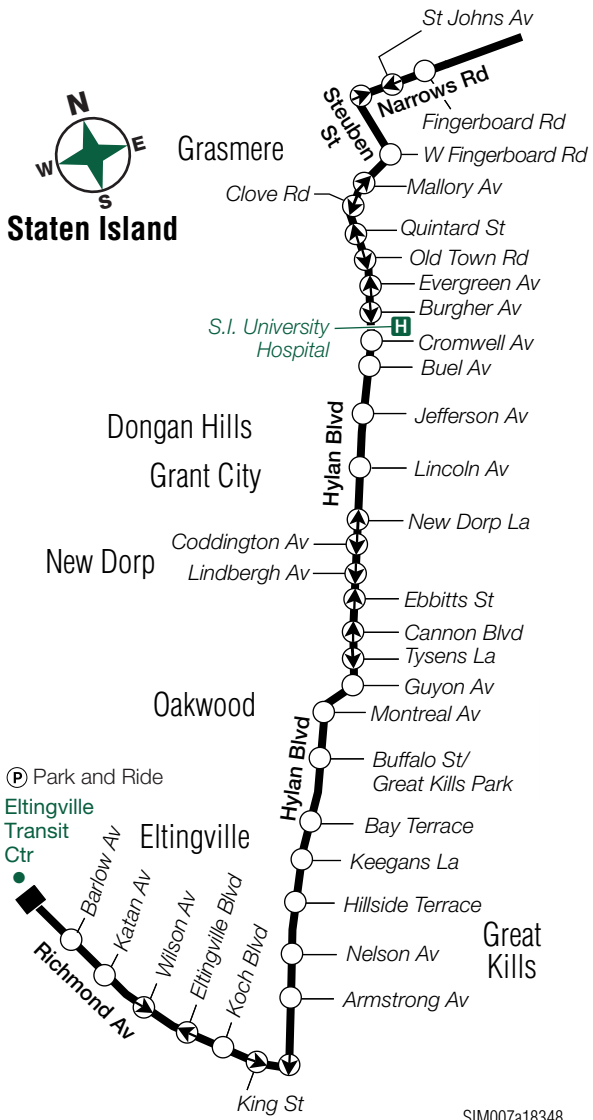 St Johns Av
Narrows Rd
Steuben
St
Fingerboard Rd
N
E
W
S
Staten Island
Grasmere
W Fingerboard Rd
Mallory Av
Clove Rd
Quintard St
Old Town Rd
Evergreen Av
Burgher Av
S.I. University
Hospital
H
Cromwell Av
Buel Av
Hylan Blvd
Jefferson Av
Dongan Hills
Grant City
Lincoln Av
New Dorp La
Coddington Av
New Dorp
Lindbergh Av
Ebbitts St
Cannon Blvd
Tysens La
Guyon Av
Oakwood
Montreal Av
Hylan Blvd
Buffalo St/
Great Kills Park
P Park and Ride
Eltingville
Transit
Ctr
Eltingville
Bay Terrace
Keegans La
Hillside Terrace
Great
Kills
Nelson Av
Armstrong Av
Barlow Av
Katan Av
Wilson Av
Eltingville Blvd
Koch Blvd
Richmond Av
King St
SIM007a18348